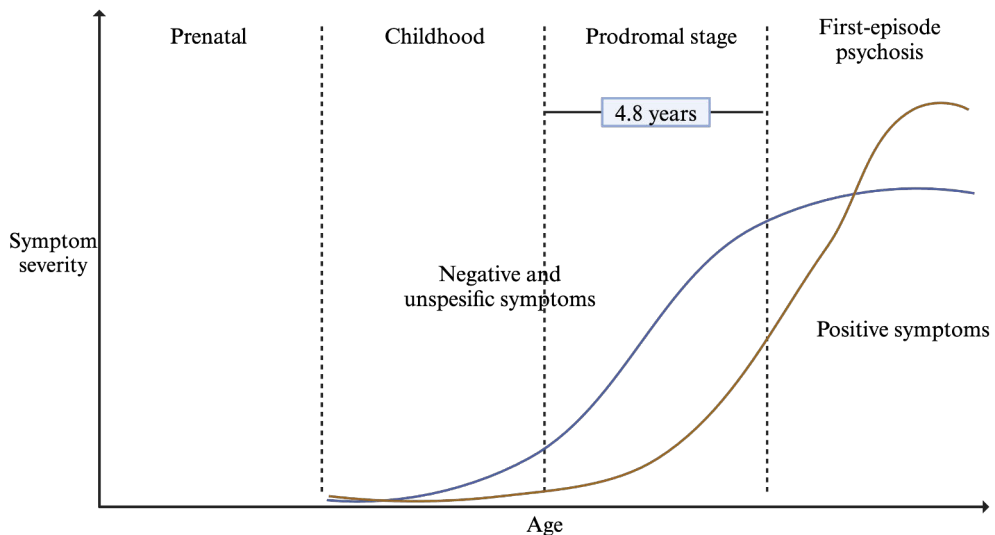 Prenatal
Childhood
Prodromal stage
First-episode
psychosis
4.8 years
Symptom
severity
Negative and
unspesific symptoms
Positive symptoms
Age